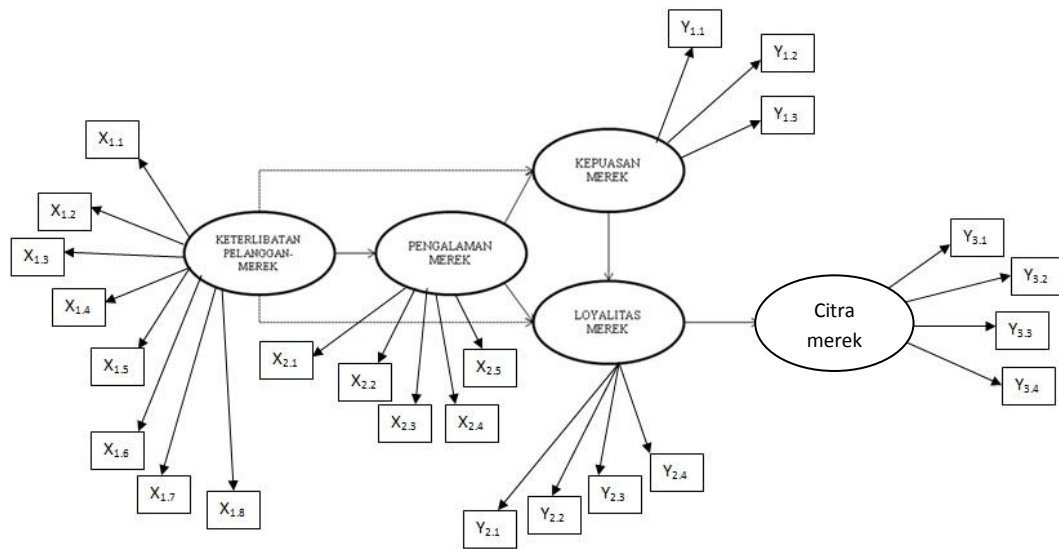 Y1.1
Y1.2
Y1.3
X1.1
KEPUASAN
MEREK
X1.2
X1.3
KETERLIBATAN
PELANGGAN-
MEREK
PENGALAMAN
MEREK
Y3.1
Y3.2
X1.4
LOYALITAS
MEREK
Citra
merek
Y3.3
X1.5
X2.1
X2.2
X2.5
Y3.4
X2.3
X2.4
X1.6
X1.7
X1.8
Y2.4
Y2.3
Y2.2
Y2.1